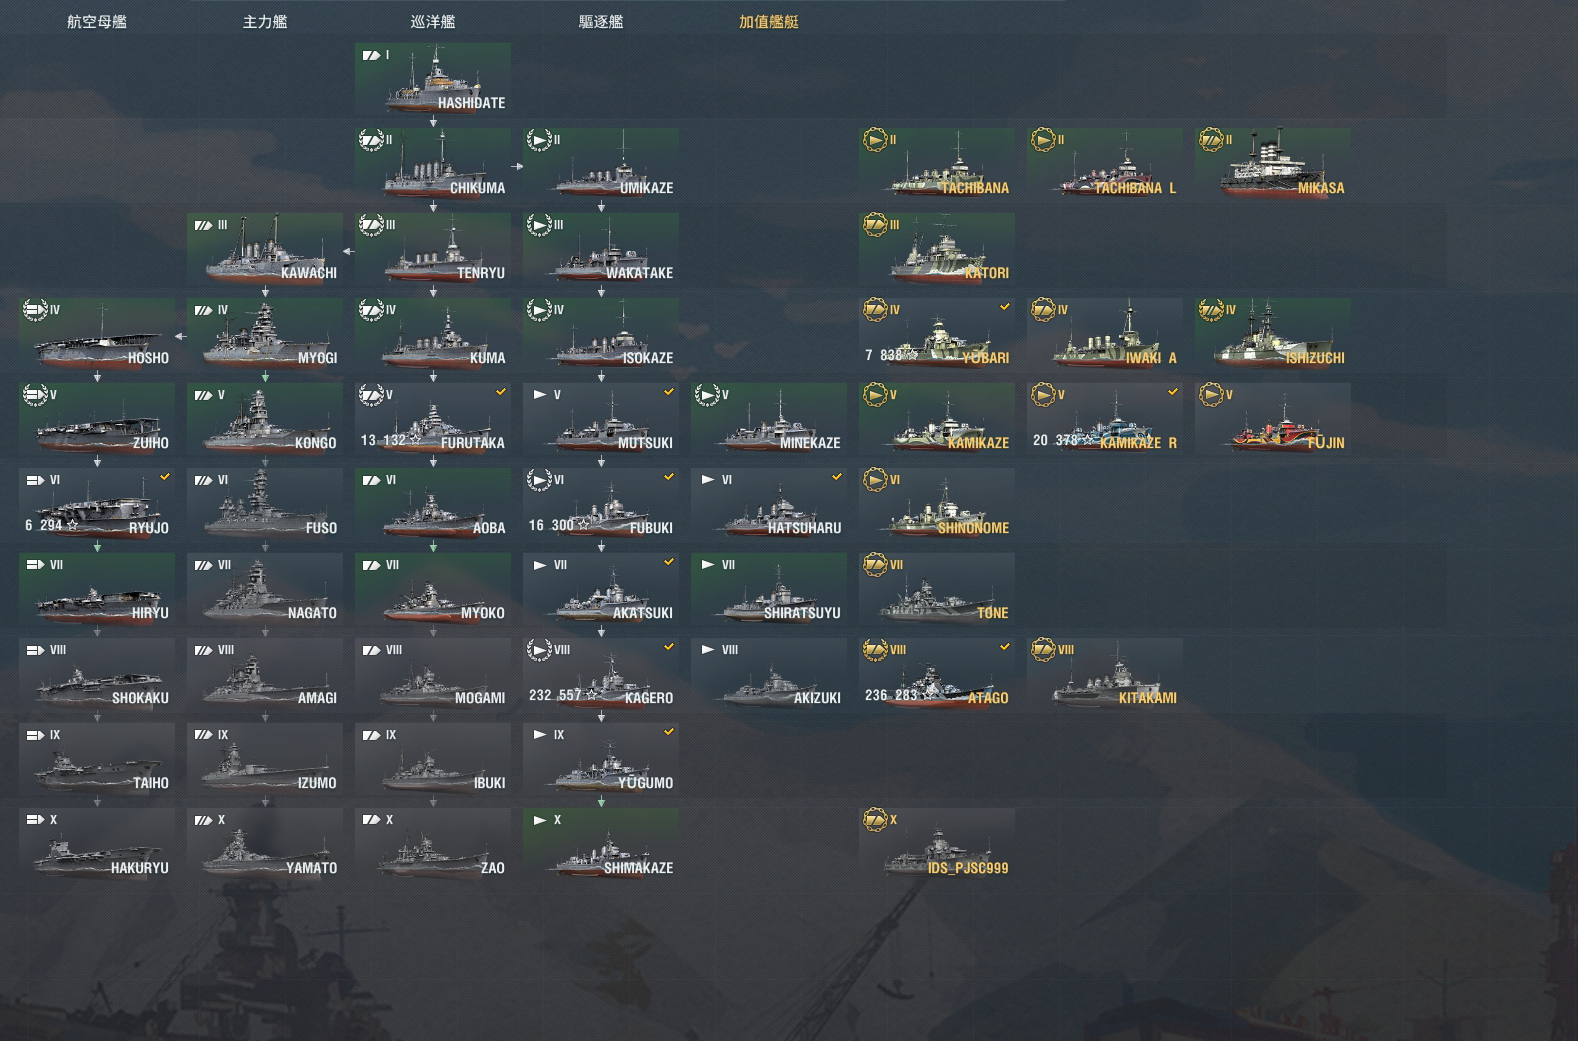 航空母艦 主力艦 巡洋艦 驅逐艦 加值艦艇
I
HASHIDATE
II II II II II
CHIKUMA UMIKAZE TACHIBANA TACHIBANA L MIKASA
III III III III
KAWACHI TENRYU WAKATAKE KATORI
IV IV IV IV IV IV IV
7 838
HOSHO MYOGI KUMA ISOKAZE YŪBARI IWAKI A ISHIZUCHI
V V V V V V V V
13 132 20 378
ZUIHO KONGO FURUTAKA MUTSUKI MINEKAZE KAMIKAZE KAMIKAZE R FŪJIN
VI VI VI VI VI VI
6 294 16 300
RYUJO FUSO AOBA FUBUKI HATSUHARU SHINONOME
VII VII VII VII VII VII
HIRYU NAGATO MYOKO AKATSUKI SHIRATSUYU TONE
VIII VIII VIII VIII VIII VIII VIII
232 557 236 283
SHOKAKU AMAGI MOGAMI KAGERO AKIZUKI ATAGO KITAKAMI
IX IX IX IX
TAIHO IZUMO IBUKI YŪGUMO
X X X X X
HAKURYU YAMATO ZAO SHIMAKAZE IDS_PJSC999